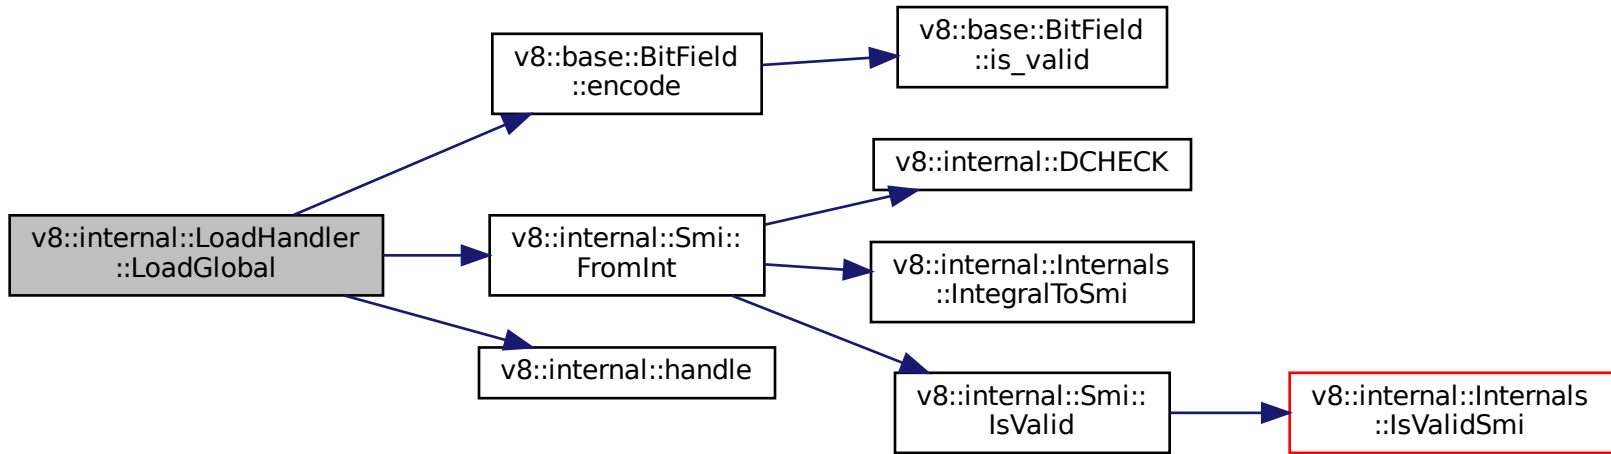 v8::internal::LoadHandler
::LoadGlobal
v8::base::BitField
::encode
v8::base::BitField
::is_valid
v8::internal::Smi::
FromInt
v8::internal::DCHECK
v8::internal::Internals
::IntegralToSmi
v8::internal::Smi::
IsValid
v8::internal::Internals
::IsValidSmi
v8::internal::handle